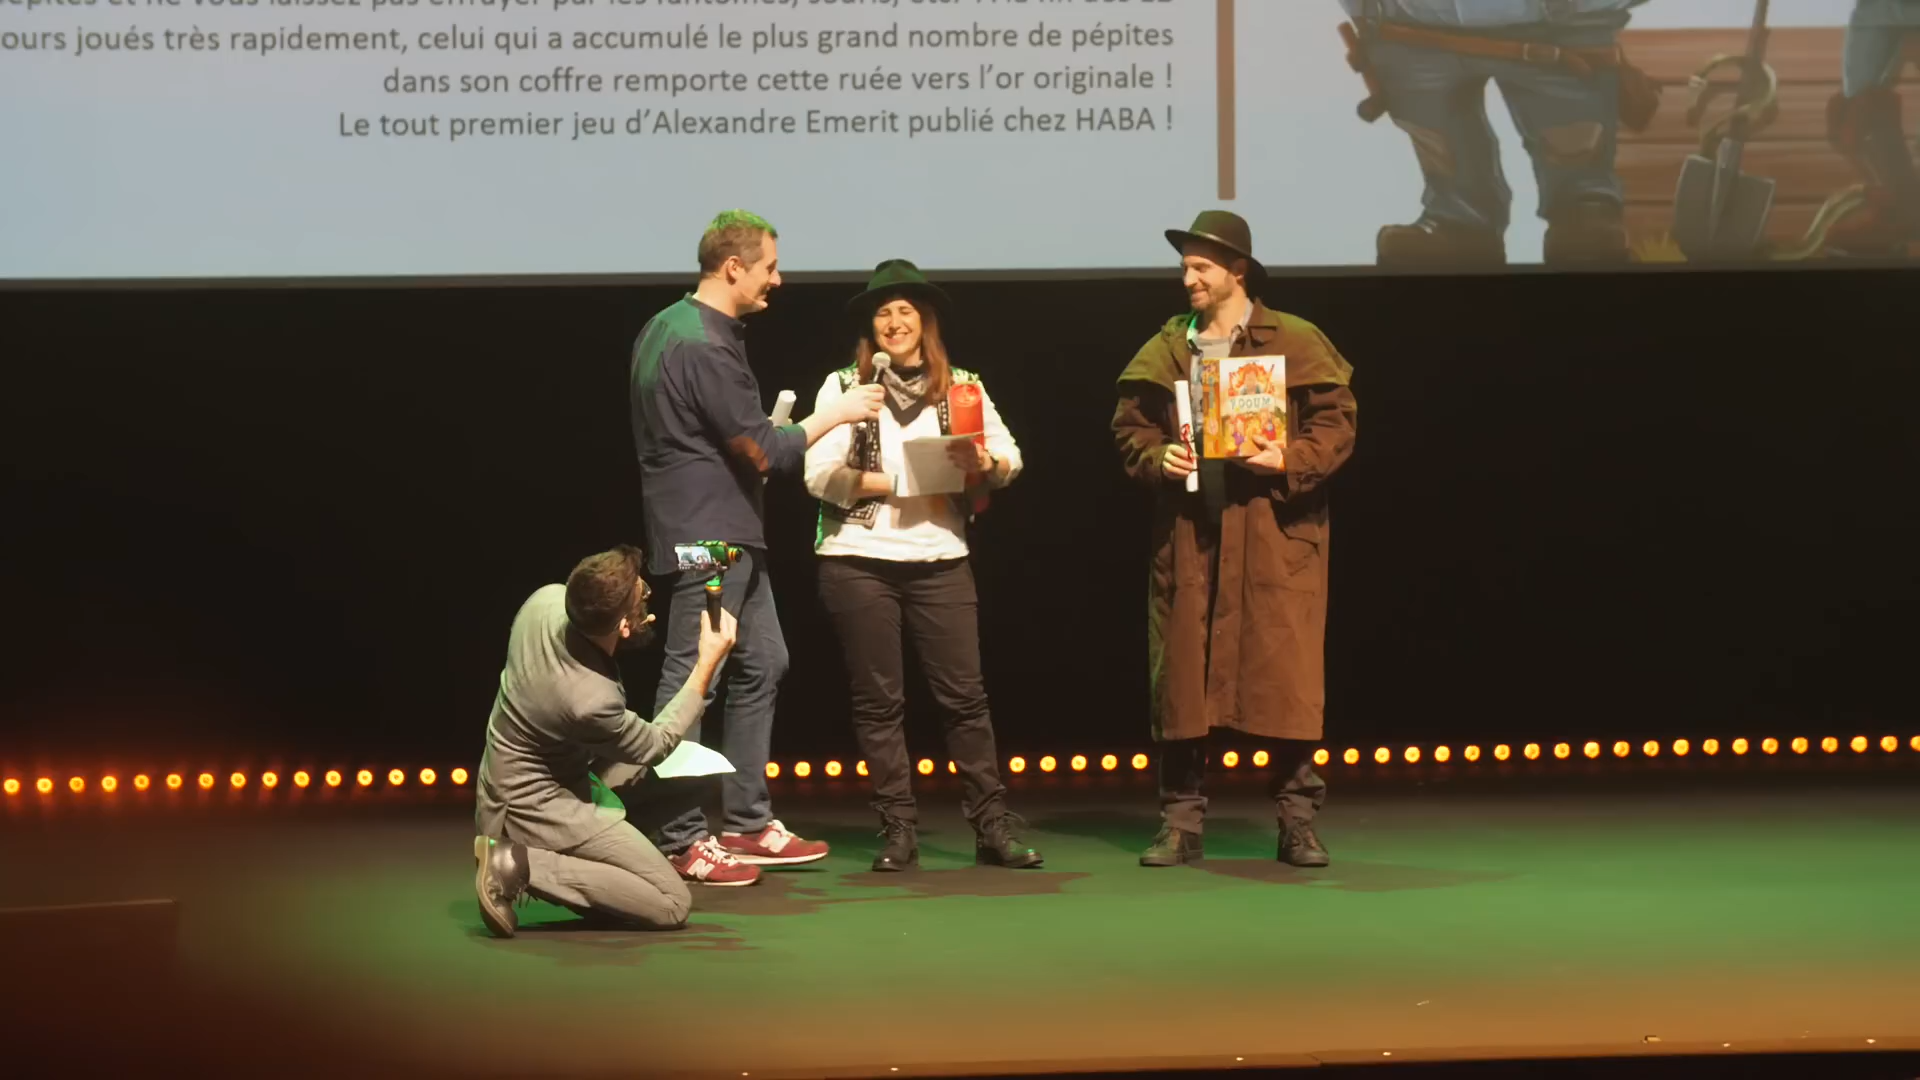 ours joués très rapidement, celui qui a accumulé le plus grand nombre de pépites
dans son coffre remporte cette ruée vers l'or originale !
Le tout premier jeu d'Alexandre Emerit publié chez HABA !